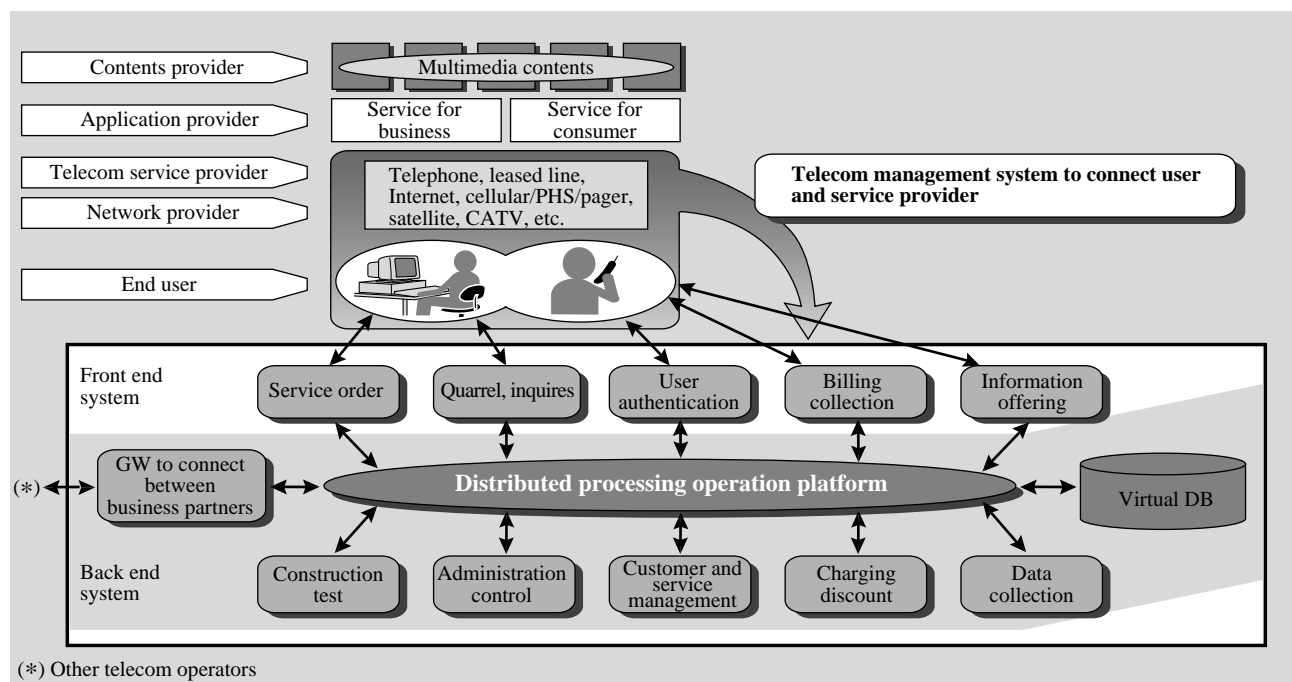 Contents provider
Multimedia contents
Application provider
Service for
business
Service for
consumer
Telecom service provider
Network provider
Telephone, leased line,
Internet, cellular/PHS/pager,
satellite, CATV, etc.
Telecom management system to connect user
and service provider
End user
Front end
system
Service order
Quarrel, inquires
User
authentication
Billing
collection
Information
offering
(*)
GW to connect
between
business partners
Distributed processing operation platform
Virtual DB
Back end
system
Construction
test
Administration
control
Customer and
service
management
Charging
discount
Data
collection
(*) Other telecom operators